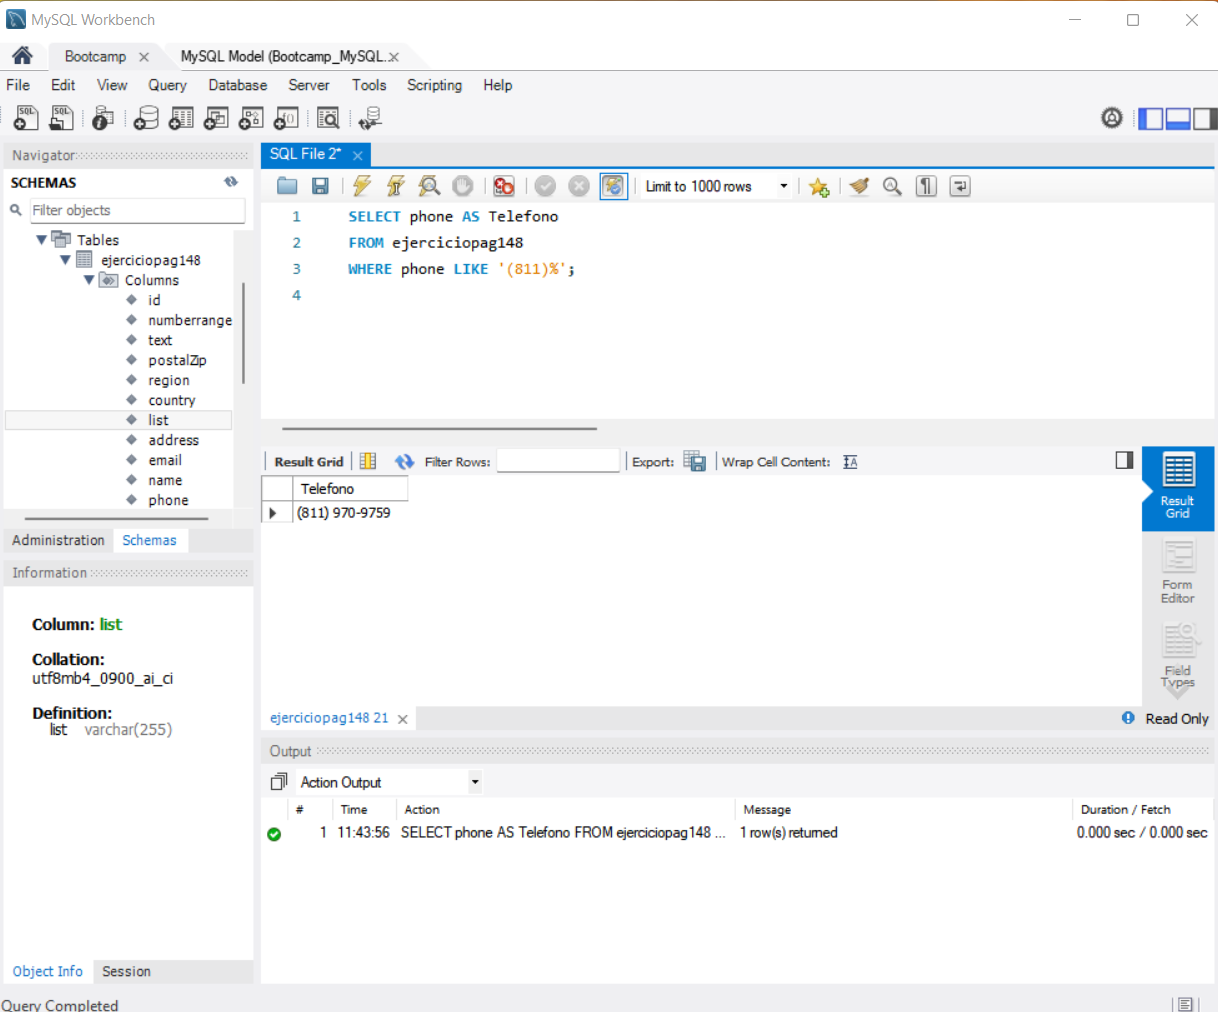 MySQL Workbench
Bootcamp
MySQL Model (Bootcamp_MySQL.
File Edit View Query Database Server Tools Scripting Help
Navigator
SCHEMAS
Filter objects
Tables
ejerciciopag148
Columns
id
numberrange
text
postalZip
region
country
list
address
email
name
phone
Administration Schemas
Information
Column: list
Collation:
utf8mb4_0900_ai_ci
Definition:
list varchar(255)
Object Info Session
Query Completed
SQL File 2*
Limit to 1000 rows
1 SELECT phone AS Telefono
2 FROM ejerciciopag148
3 WHERE phone LIKE '(811)%';
4
Result Grid Filter Rows: Export: Wrap Cell Content: IA
Telefono
(811) 970-9759
Result
Grid
Form
Editor
Field
Types
ejerciciopag148 21
Read Only
Output
Action Output
# Time Action Message Duration / Fetch
1 11:43:56 SELECT phone AS Telefono FROM ejerciciopag148 ... 1 row(s) returned 0.000 sec / 0.000 sec